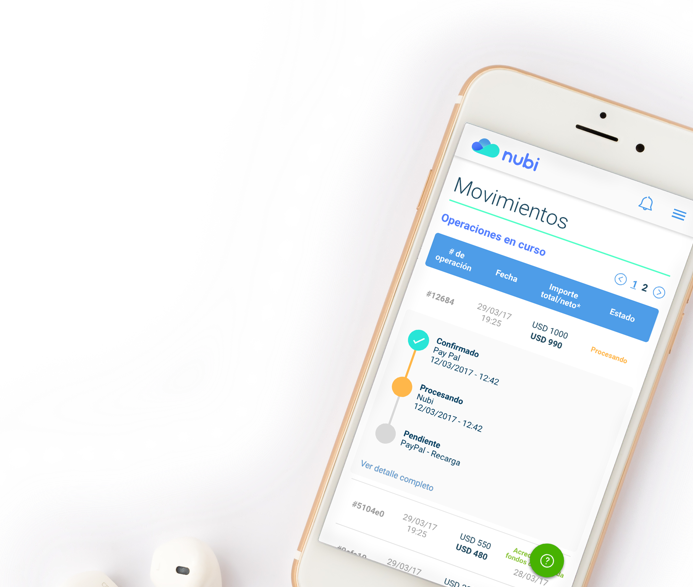 nubi
Movimientos
Operaciones en curso
1 2
# de
operación
Fecha
Importe
total/neto*
Estado
#12684
29/03/17
19:25
USD 1000
USD 990
Procesando
Confirmado
Pay Pal
12/03/2017 - 12:42
Procesando
Nubi
12/03/2017 - 12:42
Pendiente
PayPal - Recarga
Ver detalle completo
#5104e0
29/03/17
19:25
USD 550
USD 480
fondos
28/03/17
29/03/17
USD
?